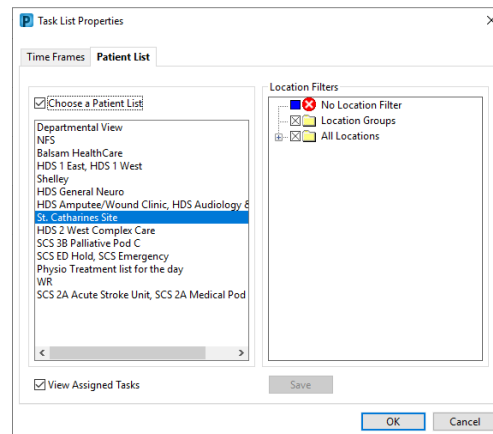 Task List Properties
Time Frames
Patient List
Choose a Patient List
Departmental View
NFS
Balsam HealthCare
HDS 1 East, HDS 1 West
Shelley
HDS General Neuro
HDS Amputee/Wound Clinic, HDS Audiology &
St. Catharines Site
HDS 2 West Complex Care
SCS 3B Palliative Pod C
SCS ED Hold, SCS Emergency
Physio Treatment list for the day
WR
SCS 2A Acute Stroke Unit, SCS 2A Medical Pod
View Assigned Tasks
Location Filters
No Location Filter
Location Groups
All Locations
Save
OK
Cancel